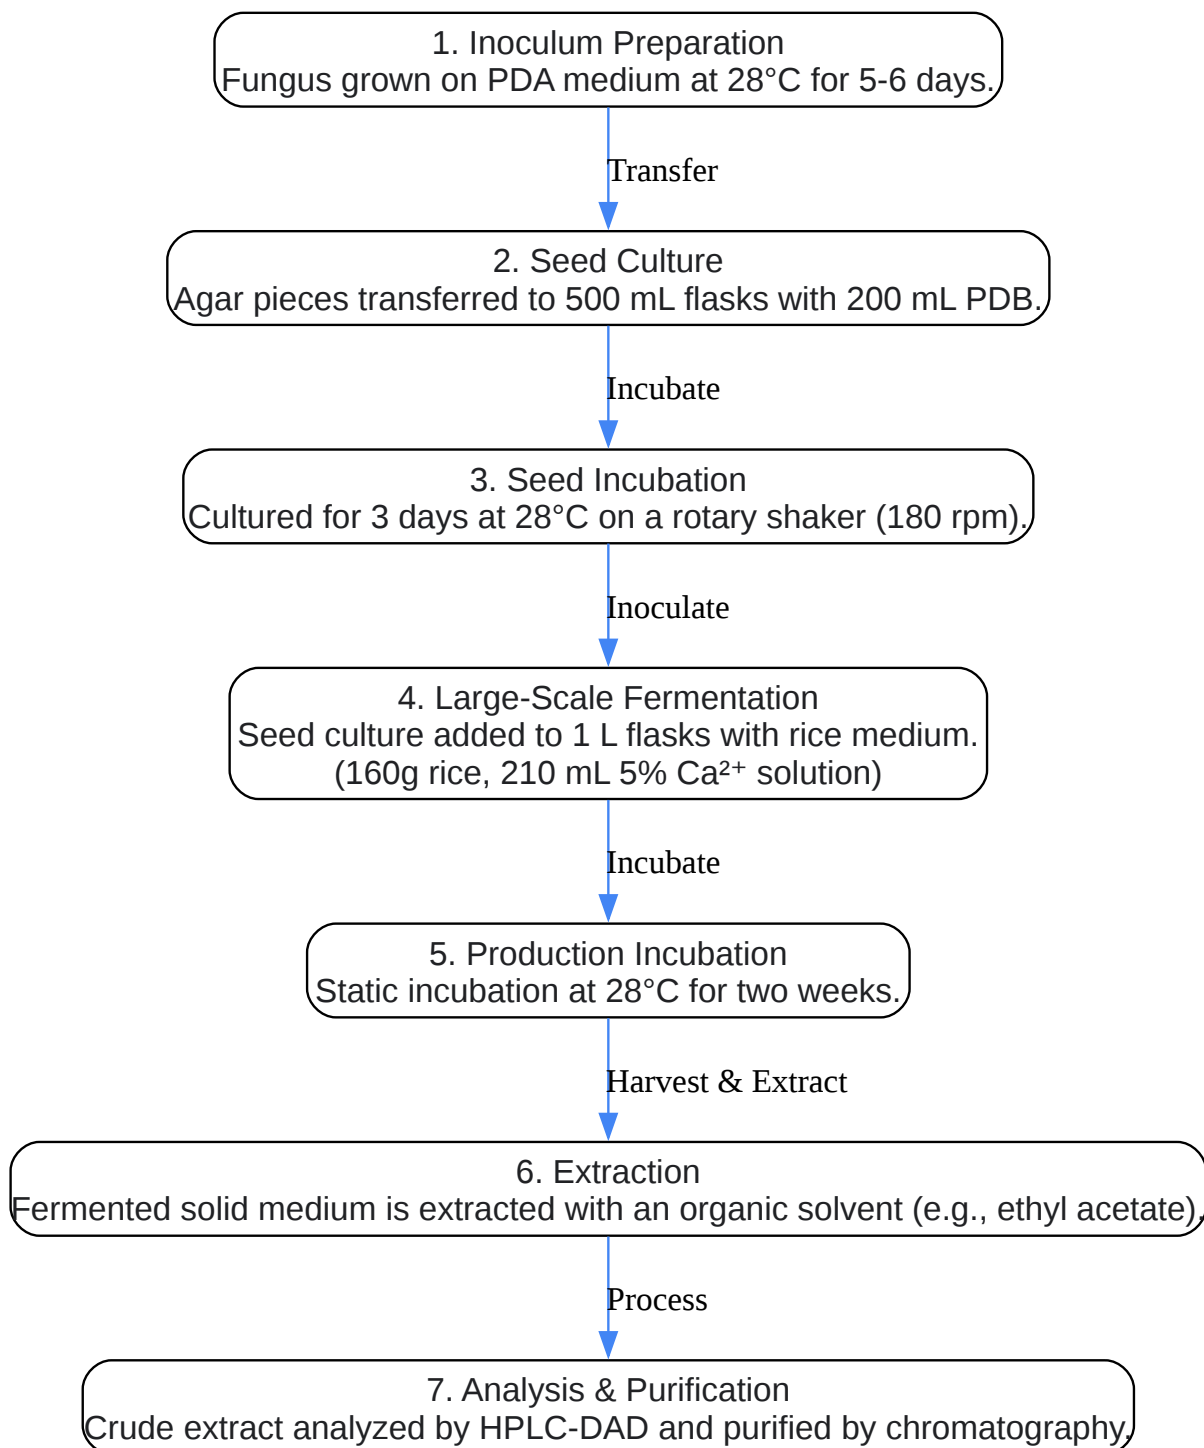 1. Inoculum Preparation
Fungus grown on PDA medium at 28°C for 5-6 days.
Transfer
2. Seed Culture
Agar pieces transferred to 500 mL flasks with 200 mL PDB.
Incubate
3. Seed Incubation
Cultured for 3 days at 28°C on a rotary shaker (180 rpm).
Inoculate
4. Large-Scale Fermentation
Seed culture added to 1 L flasks with rice medium.
(160g rice, 210 mL 5% Ca²⁺ solution)
Incubate
5. Production Incubation
Static incubation at 28°C for two weeks.
Harvest & Extract
6. Extraction
Fermented solid medium is extracted with an organic solvent (e.g., ethyl acetate).
Process
7. Analysis & Purification
Crude extract analyzed by HPLC-DAD and purified by chromatography.